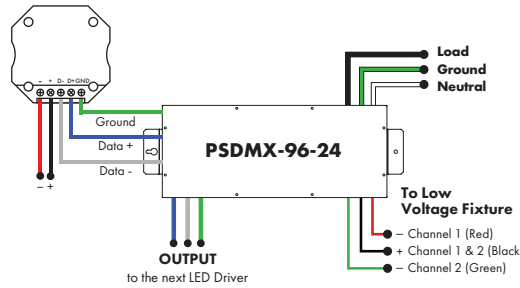 - + D- D+ GND
Load
Ground
Neutral
Ground
Data +
Data -
PSDMX-96-24
– +
To Low
Voltage Fixture
– Channel 1 (Red)
+ Channel 1 & 2 (Black
– Channel 2 (Green)
OUTPUT
to the next LED Driver